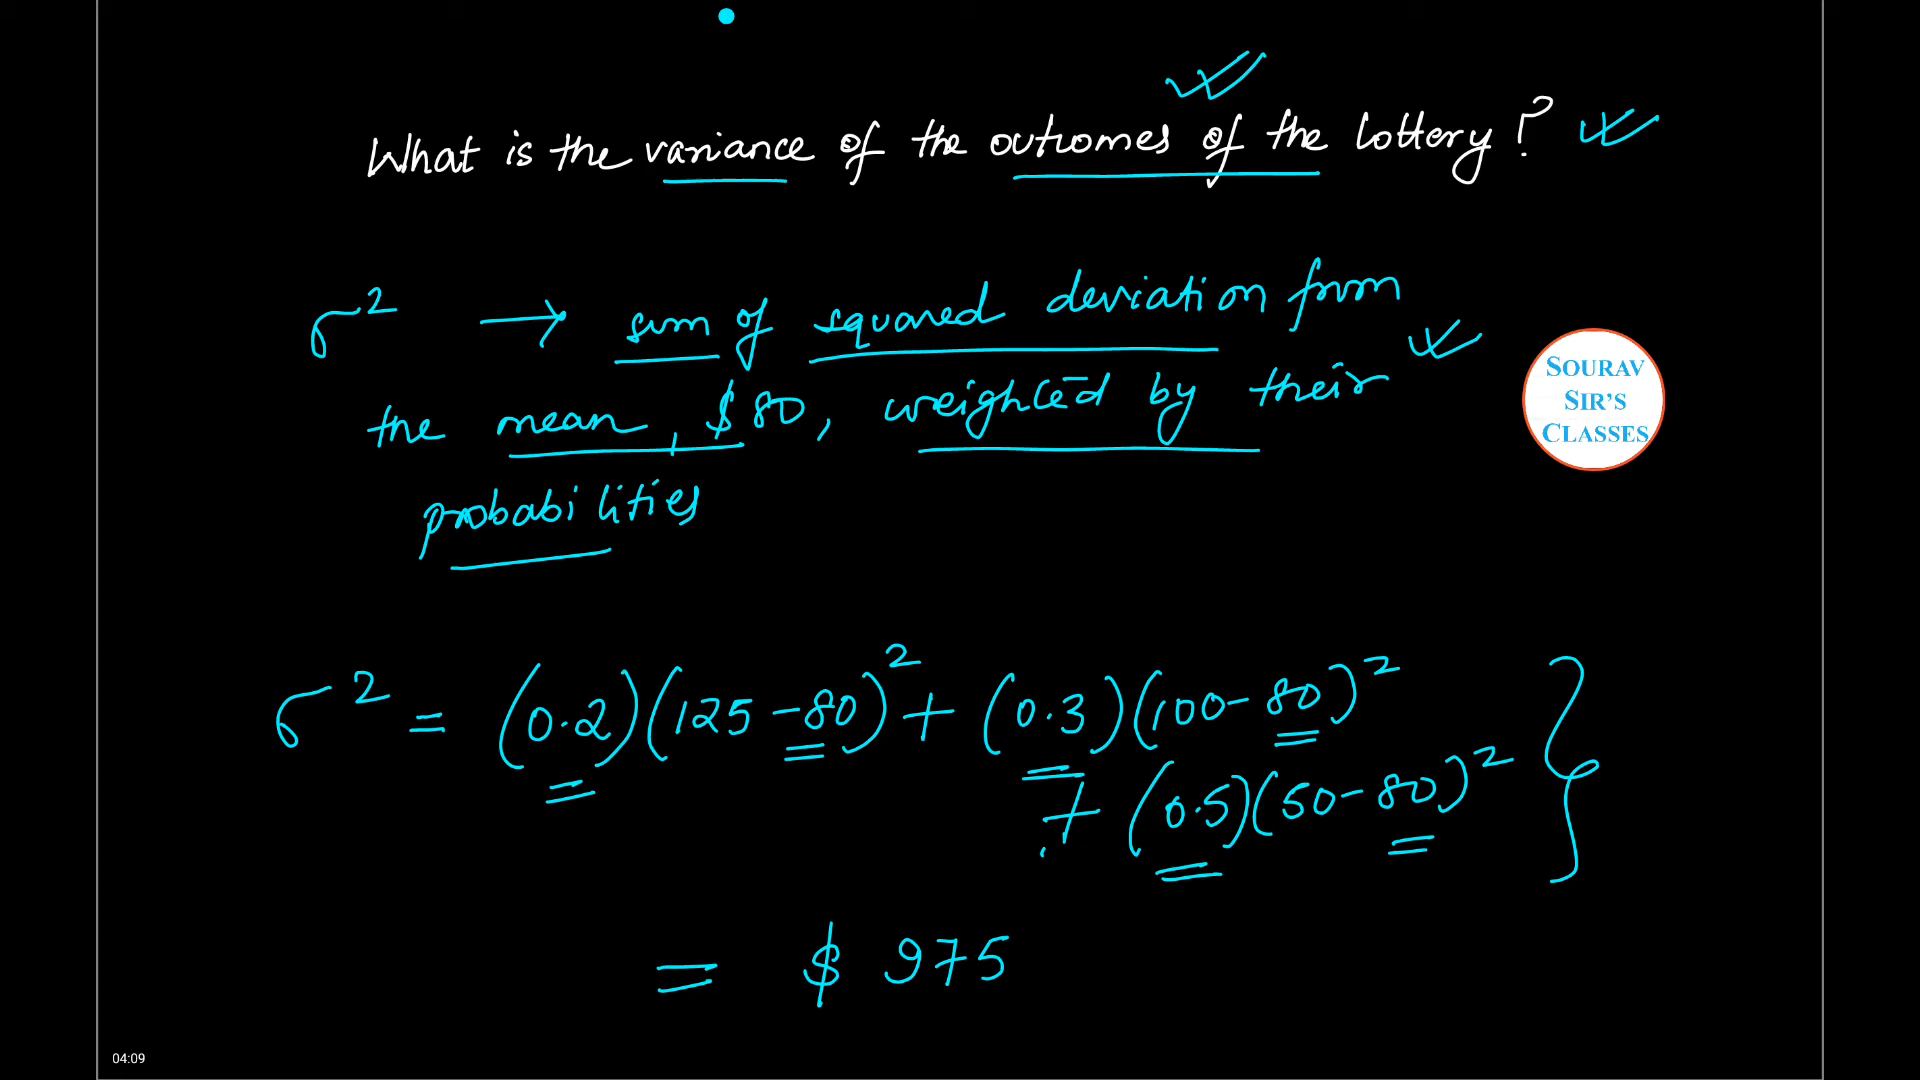 What is the variance of the outcomes of the lottery?
σ² → sum of squared deviation from
the mean, $80, weighted by their
probabilities
SOURAV
SIR'S
CLASSES
σ² = (0.2)(125-80)² + (0.3)(100-80)²
+ (0.5)(50-80)²
= $ 975
04:09